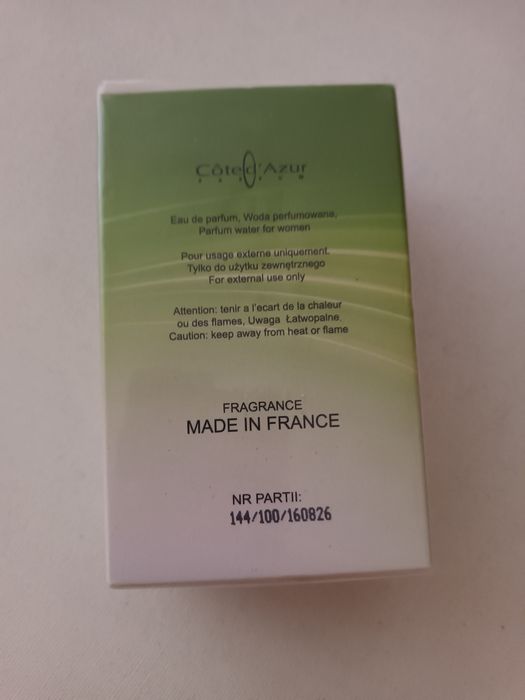 Côte d'Azur
PARFUM
Eau de parfum, Woda perfumowana,
Parfum water for women
Pour usage externe uniquement.
Tylko do użytku zewnętrznego
For external use only
Attention: tenir a l'ecart de la chaleur
ou des flames, Uwaga Łatwopalne.
Caution: keep away from heat or flame
FRAGRANCE
MADE IN FRANCE
NR PARTII:
144/100/160826